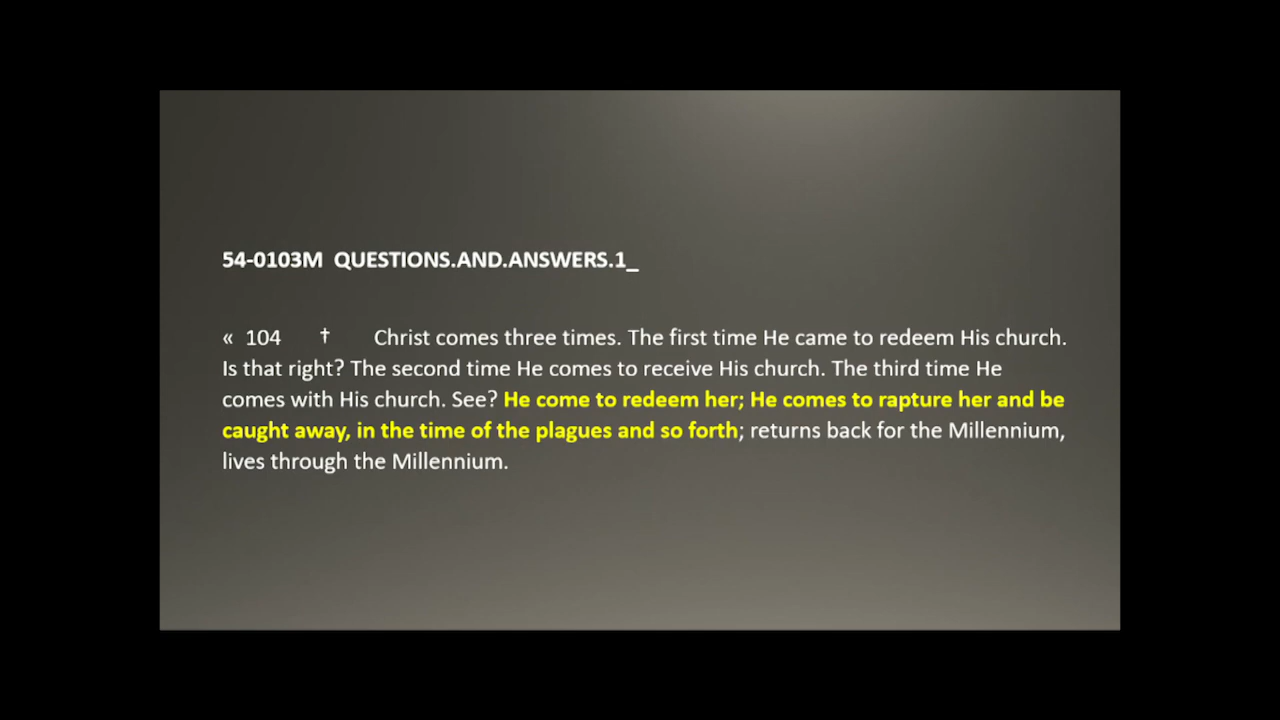 54-0103M QUESTIONS.AND.ANSWERS.1_
« 104 † Christ comes three times. The first time He came to redeem His church.
Is that right? The second time He comes to receive His church. The third time He
comes with His church. See? He come to redeem her; He comes to rapture her and be
caught away, in the time of the plagues and so forth; returns back for the Millennium,
lives through the Millennium.